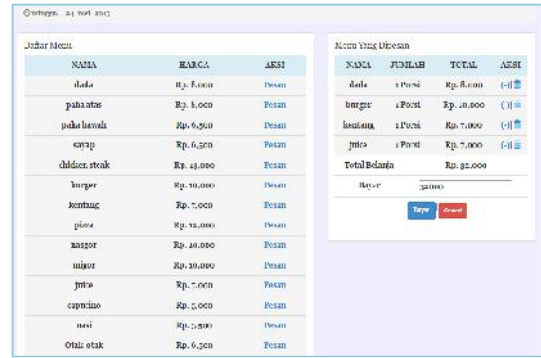 minggu, 24 mei 2015
Daftar Menu
NAMA HARGA AKSI
dada Rp. 8,000 Pesan
paha atas Rp. 8,000 Pesan
paha bawah Rp. 6,500 Pesan
sayap Rp. 6,500 Pesan
chicken steak Rp. 13,000 Pesan
burger Rp. 10,000 Pesan
kentang Rp. 7,000 Pesan
pizza Rp. 12,000 Pesan
nasgor Rp. 10,000 Pesan
migor Rp. 10,000 Pesan
juice Rp. 7,000 Pesan
capucino Rp. 5,000 Pesan
nasi Rp. 3,500 Pesan
Otak otak Rp. 6,500 Pesan
Menu Yang Dipesan
NAMA JUMLAH TOTAL AKSI
dada 1 Porsi Rp. 8,000 (-)|
burger 1 Porsi Rp. 10,000 (-)|
kentang 1 Porsi Rp. 7,000 (-)|
juice 1 Porsi Rp. 7,000 (-)|
Total Belanja Rp. 32,000
Bayar 32000
Bayar Cancel